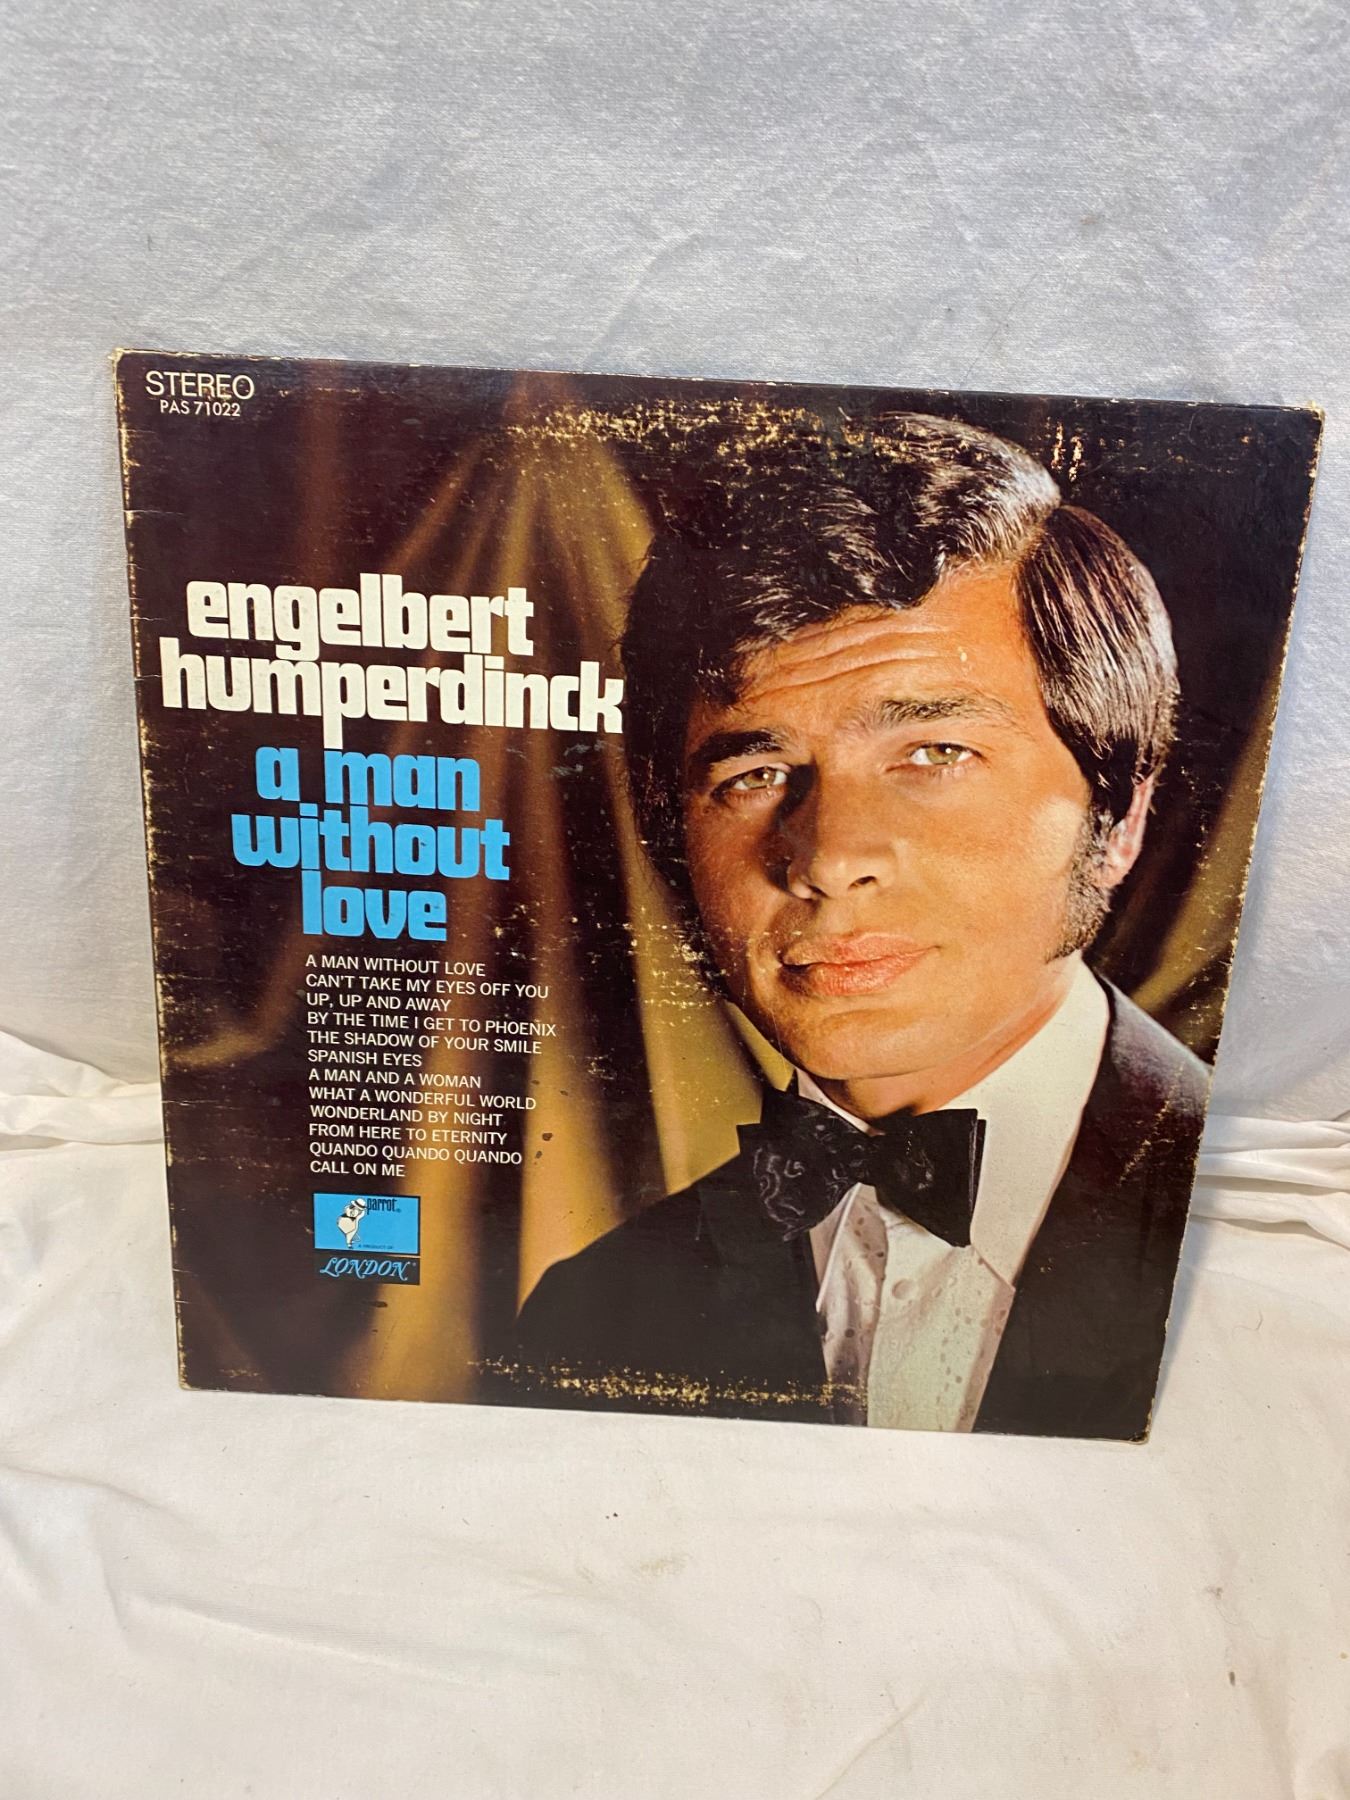 STEREO
PAS 71022
engelbert
humperdinck
a man
without
love
A MAN WITHOUT LOVE
CAN'T TAKE MY EYES OFF YOU
UP, UP AND AWAY
BY THE TIME I GET TO PHOENIX
THE SHADOW OF YOUR SMILE
SPANISH EYES
A MAN AND A WOMAN
WHAT A WONDERFUL WORLD
WONDERLAND BY NIGHT
FROM HERE TO ETERNITY
QUANDO QUANDO QUANDO
CALL ON ME
parrot®
A PRODUCT OF
LONDON®